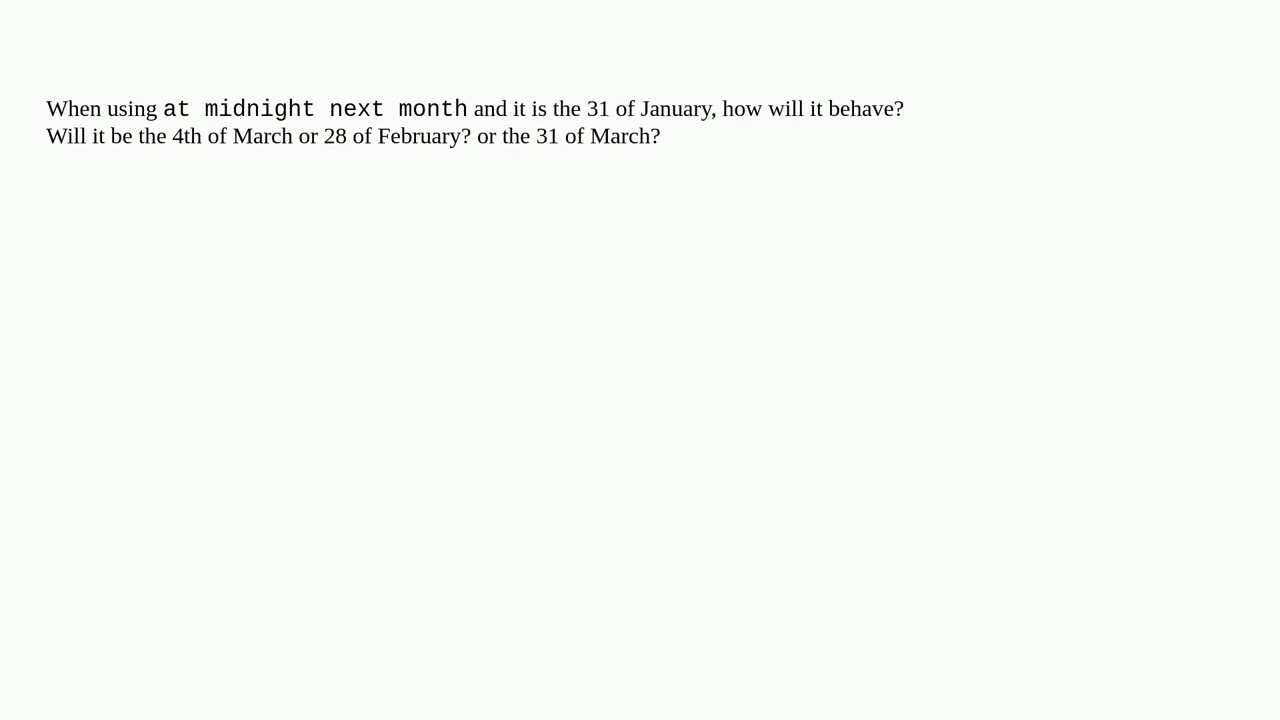 When using at midnight next month and it is the 31 of January, how will it behave?
Will it be the 4th of March or 28 of February? or the 31 of March?